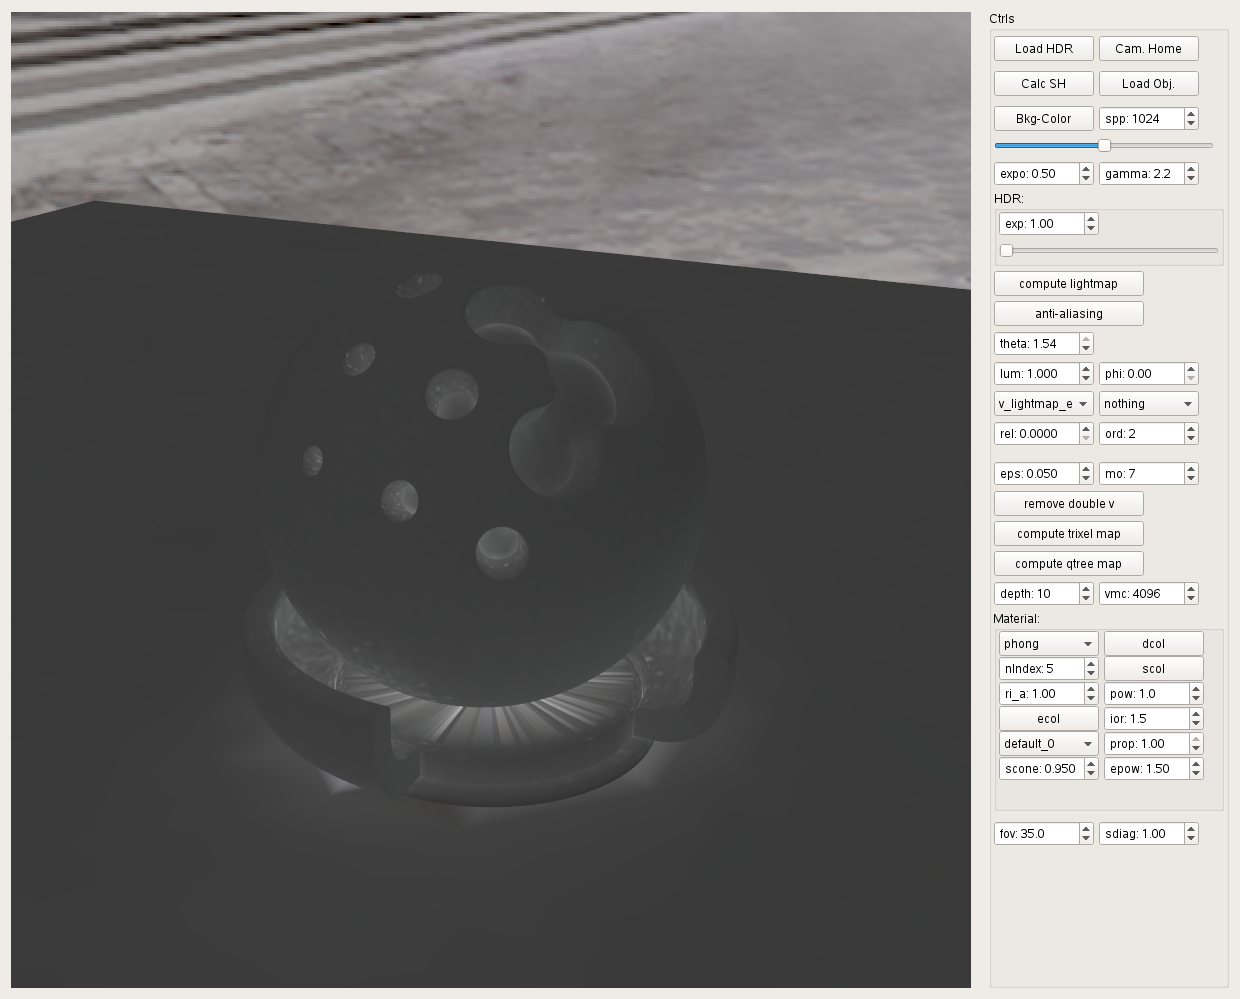 Ctrls
Load HDR Cam. Home
Calc SH Load Obj.
Bkg-Color spp: 1024
expo: 0.50 gamma: 2.2
HDR:
exp: 1.00
compute lightmap
anti-aliasing
theta: 1.54
lum: 1.000 phi: 0.00
v_lightmap_e nothing
rel: 0.0000 ord: 2
eps: 0.050 mo: 7
remove double v
compute trixel map
compute qtree map
depth: 10 vmc: 4096
Material:
phong dcol
nIndex: 5 scol
ri_a: 1.00 pow: 1.0
ecol ior: 1.5
default_0 prop: 1.00
scone: 0.950 epow: 1.50
fov: 35.0 sdiag: 1.00